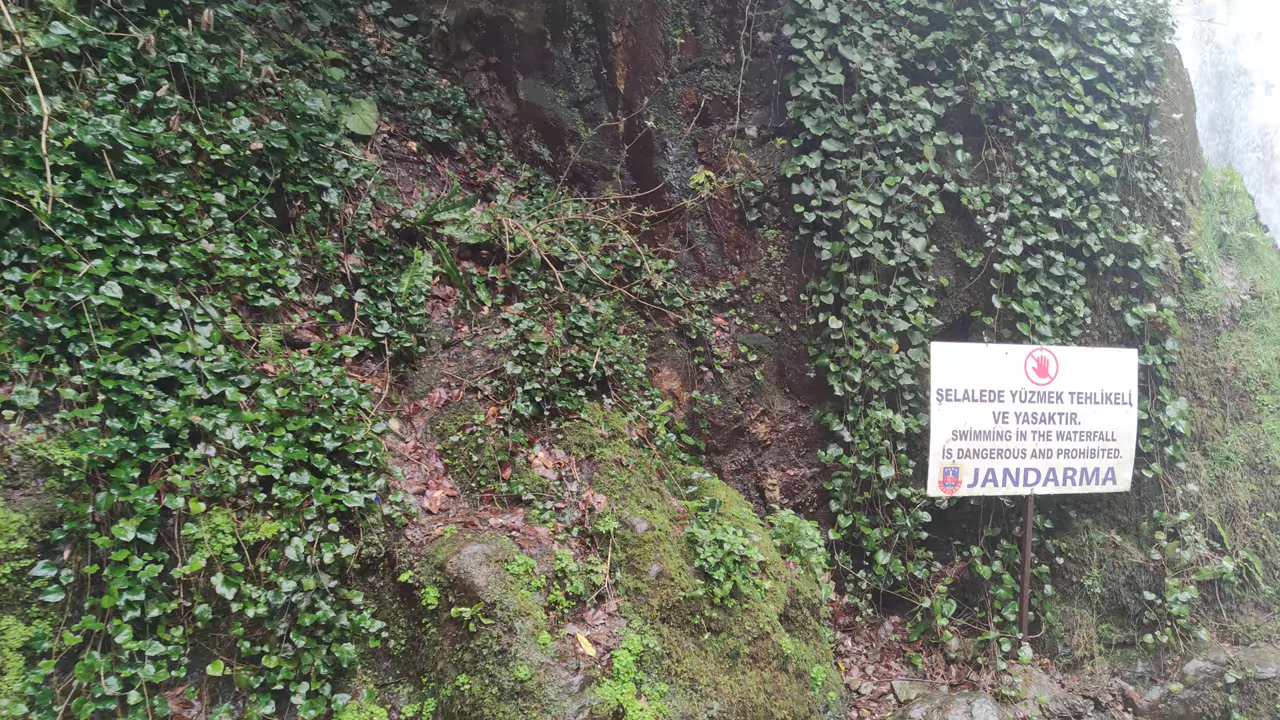 ŞELALEDE YÜZMEK TEHLİKELİ
VE YASAKTIR.
SWIMMING IN THE WATERFALL
IS DANGEROUS AND PROHIBITED.
JANDARMA